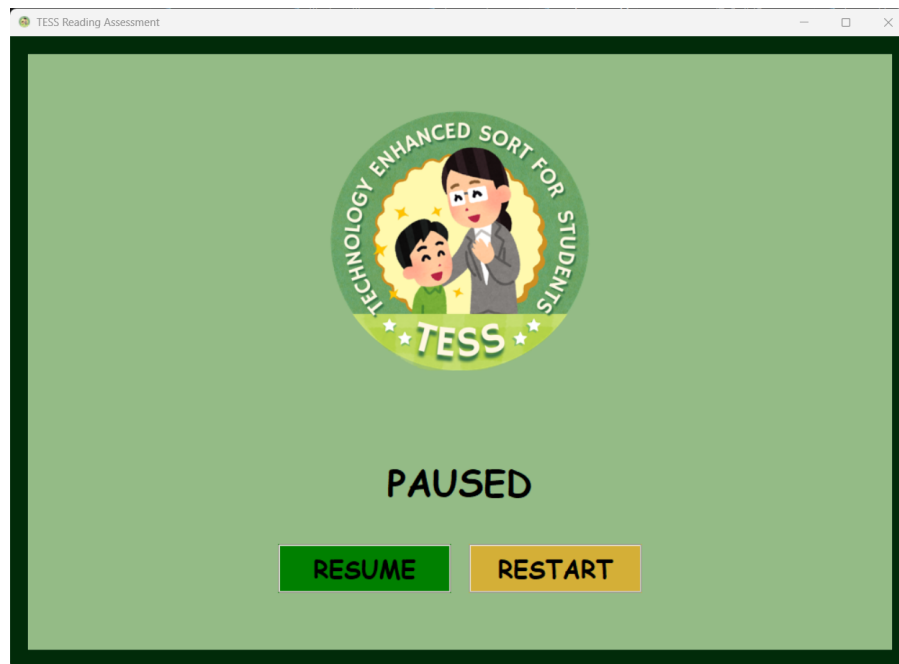 TESS Reading Assessment
TECHNOLOGY ENHANCED SORT FOR STUDENTS
TESS
PAUSED
RESUME
RESTART